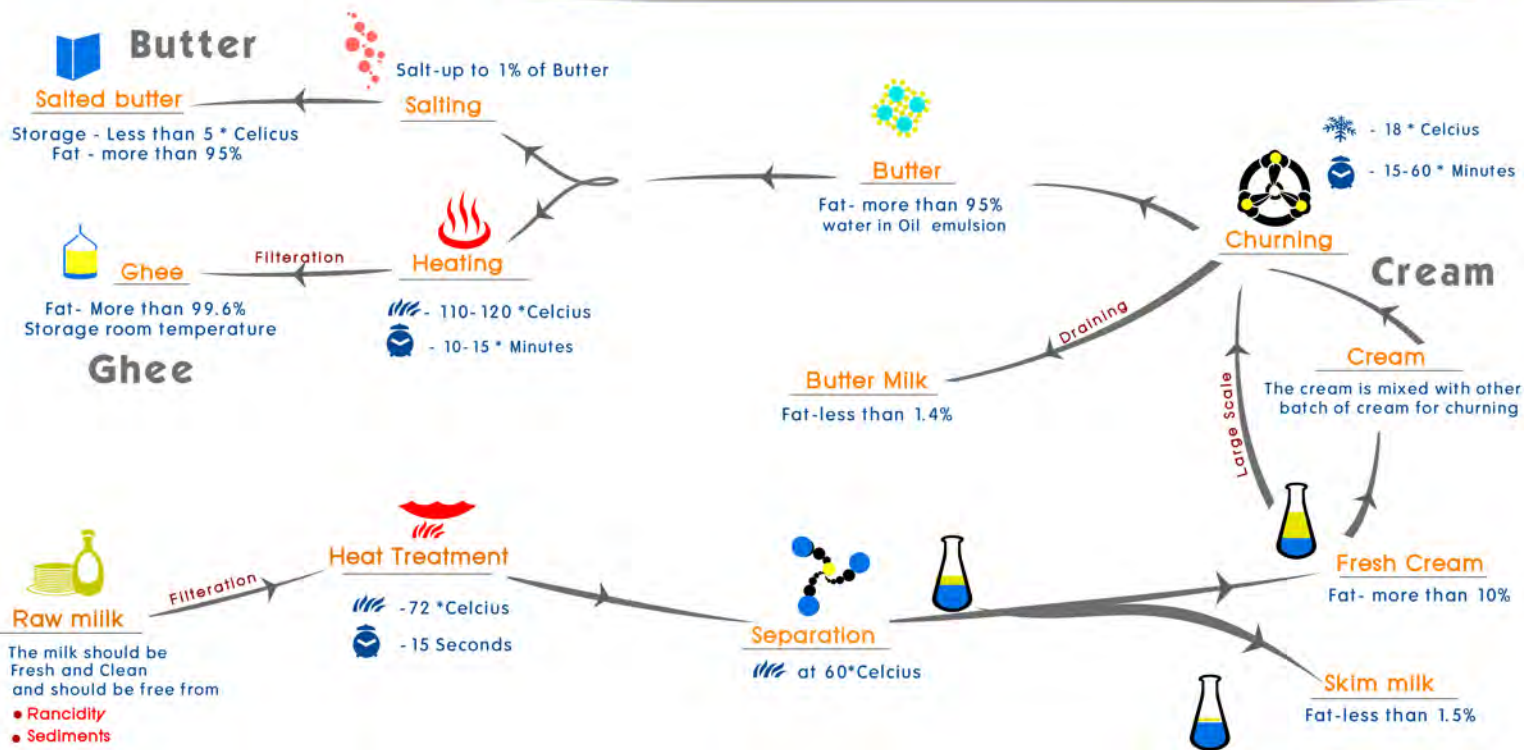 Butter
Salted butter
Storage - Less than 5 * Celicus
Fat - more than 95%
Salt-up to 1% of Butter
Salting
Butter
Fat- more than 95%
water in Oil emulsion
- 18 * Celcius
- 15-60 * Minutes
Churning
Cream
Ghee
Fat- More than 99.6%
Storage room temperature
Ghee
Filteration
Heating
- 110-120 *Celcius
- 10-15 * Minutes
Draining
Butter Milk
Fat-less than 1.4%
Large Scale
Cream
The cream is mixed with other
batch of cream for churning
Raw miilk
The milk should be
Fresh and Clean
and should be free from
• Rancidity
• Sediments
Filteration
Heat Treatment
-72 *Celcius
- 15 Seconds
Separation
at 60*Celcius
Fresh Cream
Fat- more than 10%
Skim milk
Fat-less than 1.5%